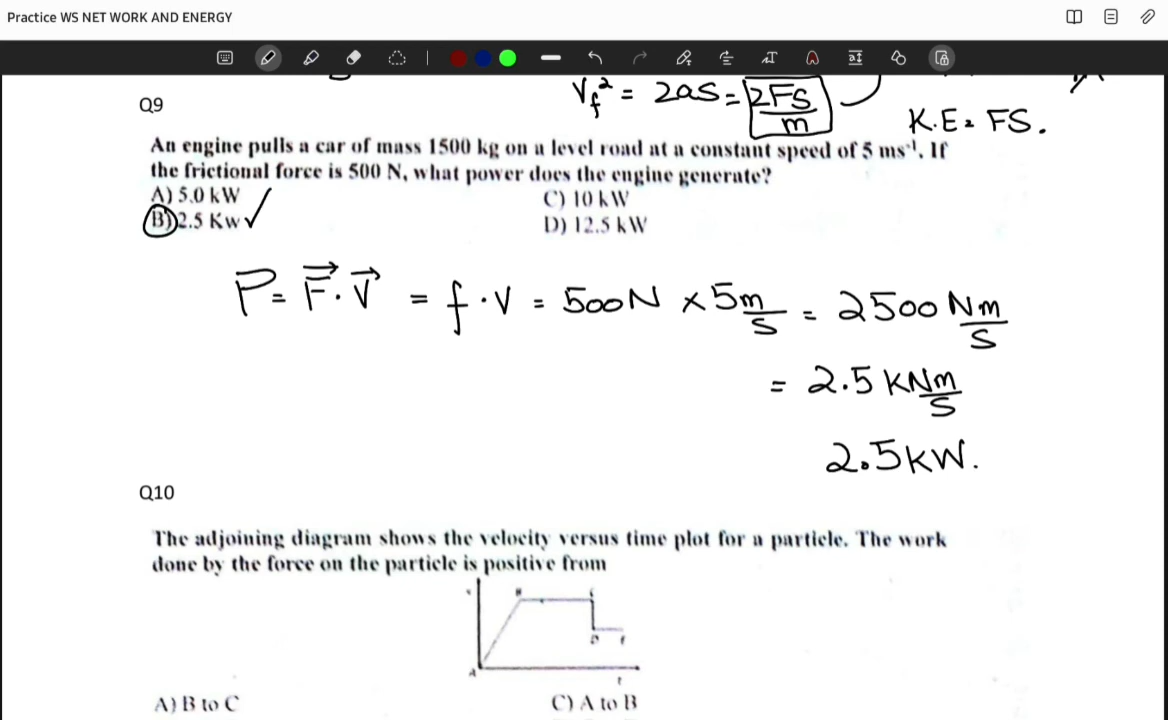 Practice WS NET WORK AND ENERGY
V_f² = 2aS = 2FS/m
K.E = FS.
Q9
An engine pulls a car of mass 1500 kg on a level road at a constant speed of 5 ms⁻¹. If
the frictional force is 500 N, what power does the engine generate?
A) 5.0 kW C) 10 kW
B) 2.5 Kw ✓ D) 12.5 kW
P = F⃗ . V⃗ = f . V = 500N × 5 m/s = 2500 Nm/s
= 2.5 kNm/s
2.5kW.
Q10
The adjoining diagram shows the velocity versus time plot for a particle. The work
done by the force on the particle is positive from
D
A
t
A) B to C C) A to B